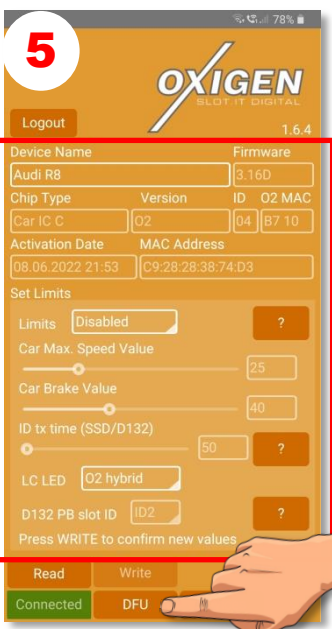 78%
5
OXIGEN
SLOT.IT DIGITAL
Logout
1.6.4
Device Name Firmware
Audi R8 3.16D
Chip Type Version ID O2 MAC
Car IC C O2 04 B7 10
Activation Date MAC Address
08.06.2022 21:53 C9:28:28:38:74:D3
Set Limits
Limits Disabled ?
Car Max. Speed Value
25
Car Brake Value
40
ID tx time (SSD/D132)
50 ?
LC LED O2 hybrid
D132 PB slot ID ID2 ?
Press WRITE to confirm new values
Read Write
Connected DFU